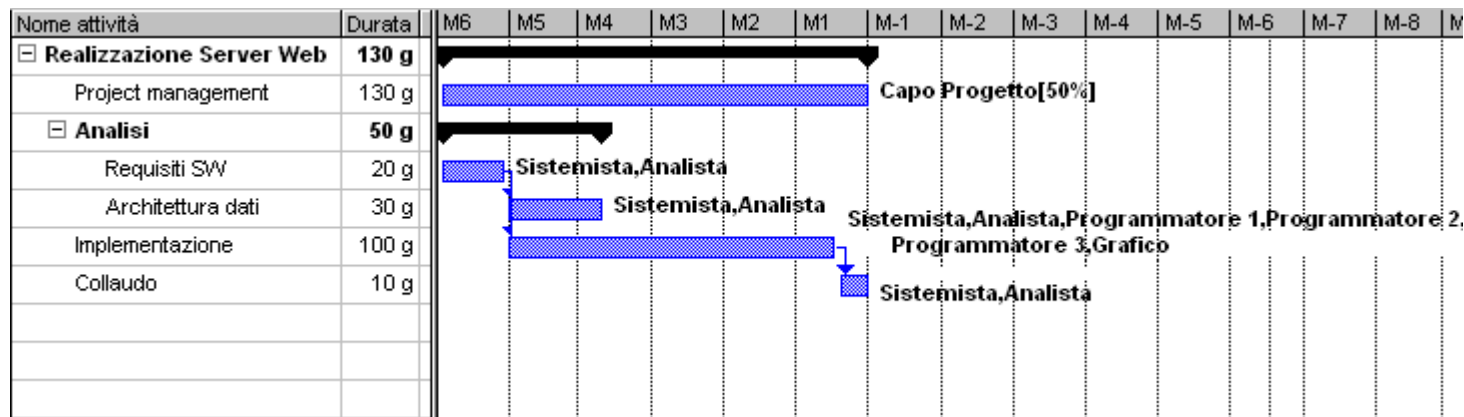 Nome attività Durata M6 M5 M4 M3 M2 M1 M-1 M-2 M-3 M-4 M-5 M-6 M-7 M-8 M
Realizzazione Server Web 130 g
Project management 130 g Capo Progetto[50%]
Analisi 50 g
Requisiti SW 20 g Sistemista,Analista
Architettura dati 30 g Sistemista,Analista
Sistemista,Analista,Programmatore 1,Programmatore 2,
Implementazione 100 g Programmatore 3,Grafico
Collaudo 10 g Sistemista,Analista